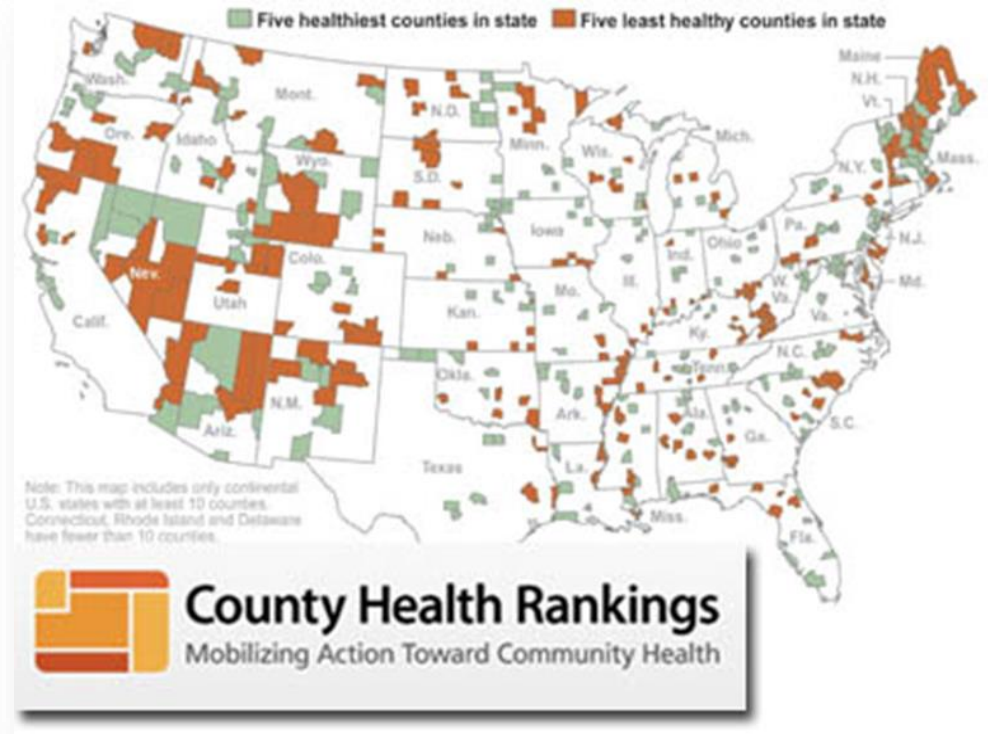 Five healthiest counties in state
Five least healthy counties in state
Maine
N.H.
Vt.
Wash.
Mont.
N.D.
Minn.
Mich.
Ore.
Idaho
Wis.
Mass.
Wyo.
S.D.
N.Y.
Neb.
Iowa
Ohio
Pa.
N.J.
Nev.
Colo.
Ind.
Ill.
Md.
Utah
W.
Va.
Calif.
Kan.
Mo.
Va.
Ky.
N.C.
Tenn.
Okla.
N.M.
Ark.
Ala.
S.C.
Ariz.
Ga.
Texas
La.
Miss.
Fla.
Note: This map includes only continental
U.S. states with at least 10 counties.
Connecticut, Rhode Island and Delaware
have fewer than 10 counties.
County Health Rankings
Mobilizing Action Toward Community Health